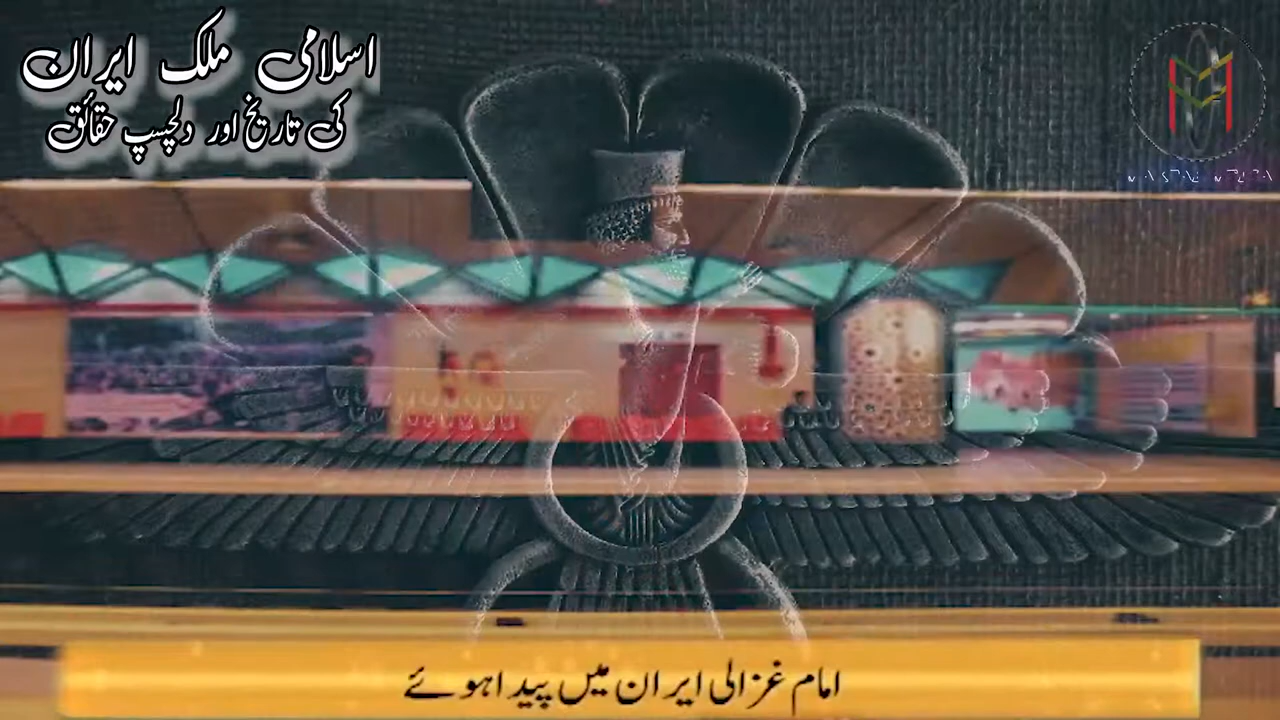 اسلامی ملک ایران
کی تاریخ اور دلچسپ حقائق
امام غزالی ایران میں پیدا ہوئے